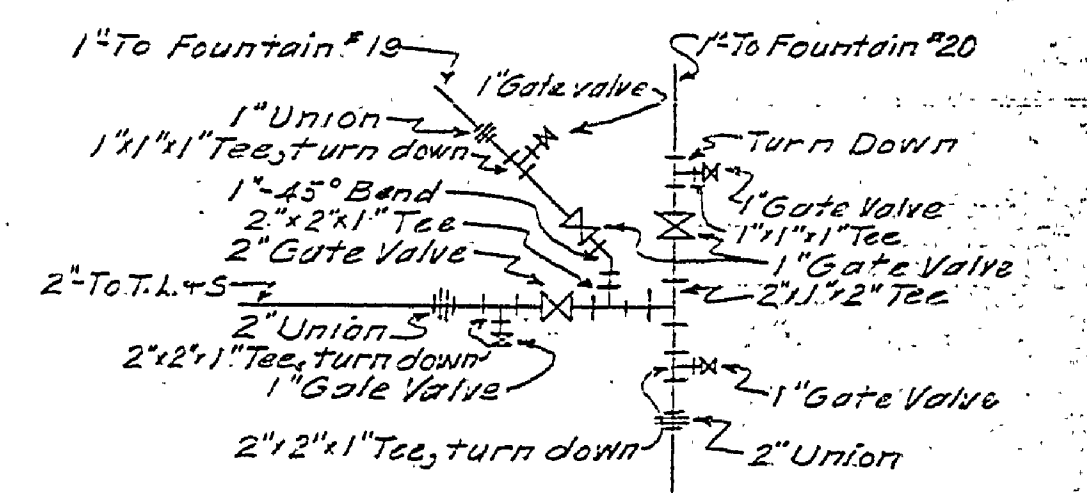 1"-To Fountain #19
1"-To Fountain #20
1" Gate valve
1" Union
1"x1"x1" Tee, turn down
Turn Down
1"-45° Bend
2"x2"x1" Tee
2" Gate Valve
1" Gate Valve
1"x1"x1" Tee
1" Gate Valve
2"-To T.L.+S
2"x1"x2" Tee
2" Union
2"x2"x1" Tee, turn down
1" Gate Valve
1" Gate Valve
2"x2"x1" Tee, turn down
2" Union